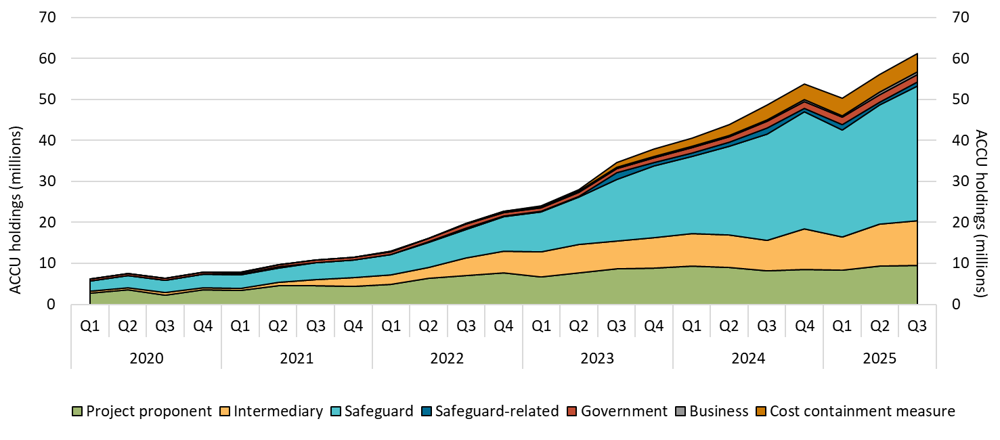 70 70
60 60
50 50
40 40
30 30
20 20
10 10
0 0
ACCU holdings (millions)
ACCU holdings (millions)
Q1 Q2 Q3 Q4 Q1 Q2 Q3 Q4 Q1 Q2 Q3 Q4 Q1 Q2 Q3 Q4 Q1 Q2 Q3 Q4 Q1 Q2 Q3
2020 2021 2022 2023 2024 2025
Project proponent Intermediary Safeguard Safeguard-related Government Business Cost containment measure